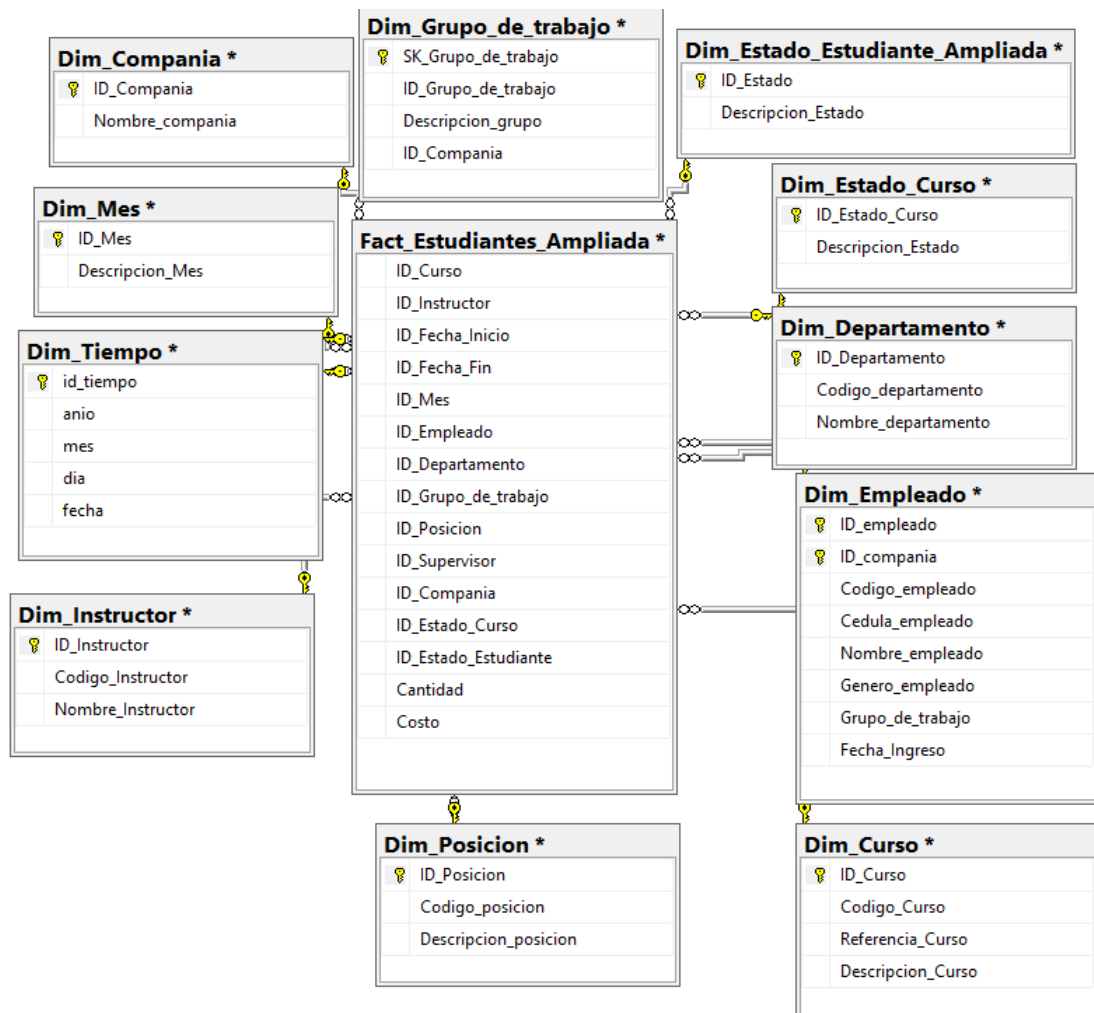 Dim_Compania *
ID_Compania
Nombre_compania
Dim_Grupo_de_trabajo *
SK_Grupo_de_trabajo
ID_Grupo_de_trabajo
Descripcion_grupo
ID_Compania
Dim_Estado_Estudiante_Ampliada *
ID_Estado
Descripcion_Estado
Dim_Mes *
ID_Mes
Descripcion_Mes
Fact_Estudiantes_Ampliada *
ID_Curso
ID_Instructor
ID_Fecha_Inicio
ID_Fecha_Fin
ID_Mes
ID_Empleado
ID_Departamento
ID_Grupo_de_trabajo
ID_Posicion
ID_Supervisor
ID_Compania
ID_Estado_Curso
ID_Estado_Estudiante
Cantidad
Costo
Dim_Estado_Curso *
ID_Estado_Curso
Descripcion_Estado
Dim_Tiempo *
id_tiempo
anio
mes
dia
fecha
Dim_Departamento *
ID_Departamento
Codigo_departamento
Nombre_departamento
Dim_Empleado *
ID_empleado
ID_compania
Codigo_empleado
Cedula_empleado
Nombre_empleado
Genero_empleado
Grupo_de_trabajo
Fecha_Ingreso
Dim_Instructor *
ID_Instructor
Codigo_Instructor
Nombre_Instructor
Dim_Posicion *
ID_Posicion
Codigo_posicion
Descripcion_posicion
Dim_Curso *
ID_Curso
Codigo_Curso
Referencia_Curso
Descripcion_Curso